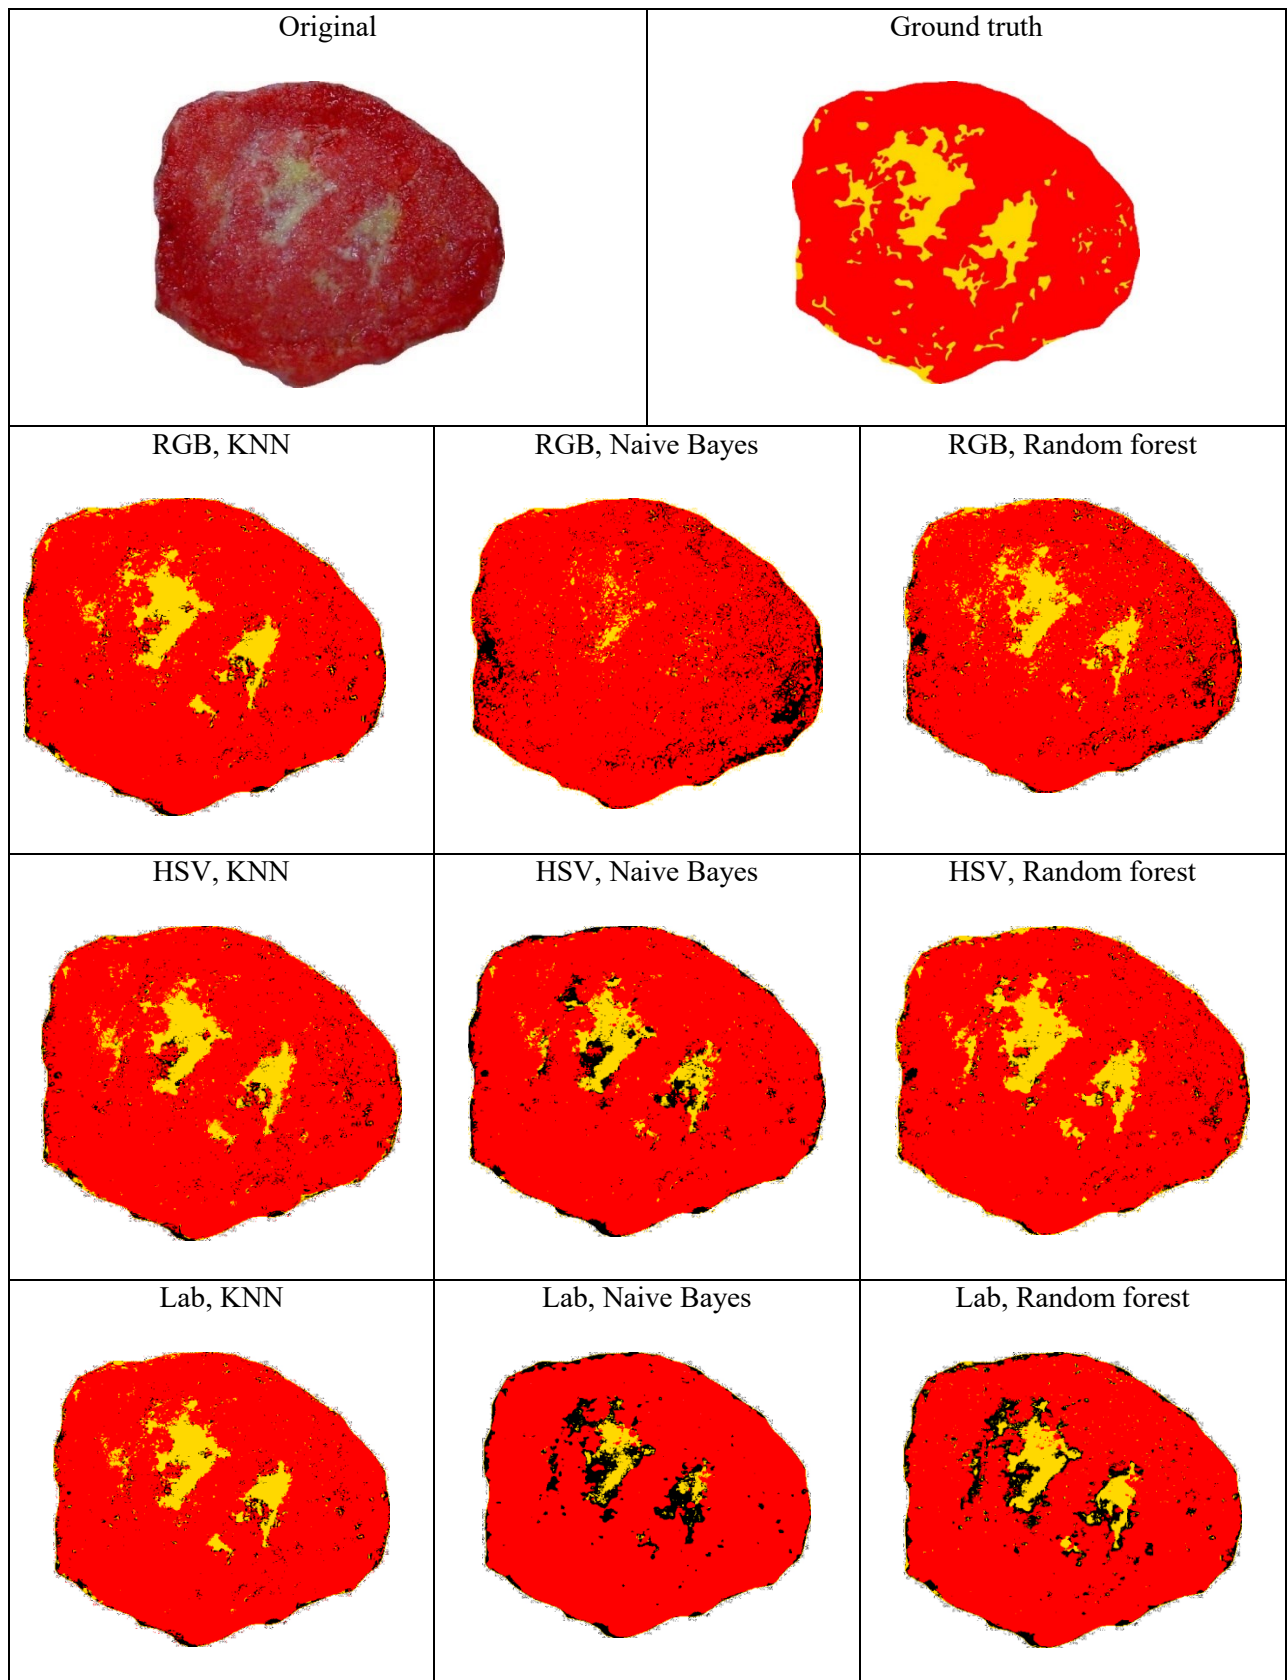 Original
Ground truth
RGB, KNN
RGB, Naive Bayes
RGB, Random forest
HSV, KNN
HSV, Naive Bayes
HSV, Random forest
Lab, KNN
Lab, Naive Bayes
Lab, Random forest